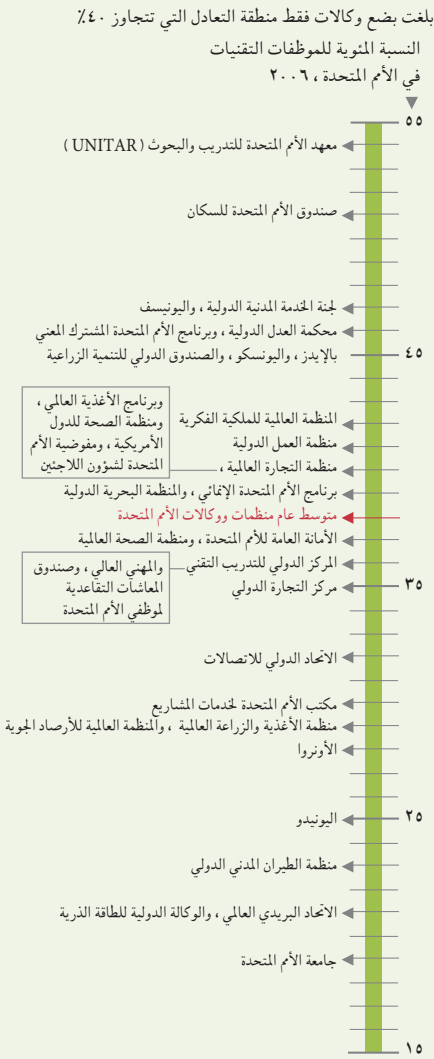 بلغت بضع وكالات فقط منطقة التعادل التي تتجاوز ٤٠٪
النسبة المئوية للموظفات التقنيات
في الأمم المتحدة ، ٢٠٠٦
٥٥
معهد الأمم المتحدة للتدريب والبحوث ( UNITAR )
صندوق الأمم المتحدة للسكان
لجنة الخدمة المدنية الدولية ، واليونيسف
محكمة العدل الدولية ، وبرنامج الأمم المتحدة المشترك المعني
٤٥
بالإيدز ، واليونسكو ، والصندوق الدولي للتنمية الزراعية
المنظمة العالمية للملكية الفكرية
منظمة العمل الدولية
منظمة التجارة العالمية ،
وبرنامج الأغذية العالمي ،
ومنظمة الصحة للدول
الأمريكية ، ومفوضية الأمم
المتحدة لشؤون اللاجئين
برنامج الأمم المتحدة الإنمائي ، والمنظمة البحرية الدولية
متوسط عام منظمات ووكالات الأمم المتحدة
الأمانة العامة للأمم المتحدة ، ومنظمة الصحة العالمية
المركز الدولي للتدريب التقني
والمهني العالي ، وصندوق
المعاشات التقاعدية
لموظفي الأمم المتحدة
٣٥
مركز التجارة الدولي
الاتحاد الدولي للاتصالات
مكتب الأمم المتحدة لخدمات المشاريع
منظمة الأغذية والزراعة العالمية ، والمنظمة العالمية للأرصاد الجوية
الأونروا
٢٥
اليونيدو
منظمة الطيران المدني الدولي
الاتحاد البريدي العالمي ، والوكالة الدولية للطاقة الذرية
جامعة الأمم المتحدة
١٥